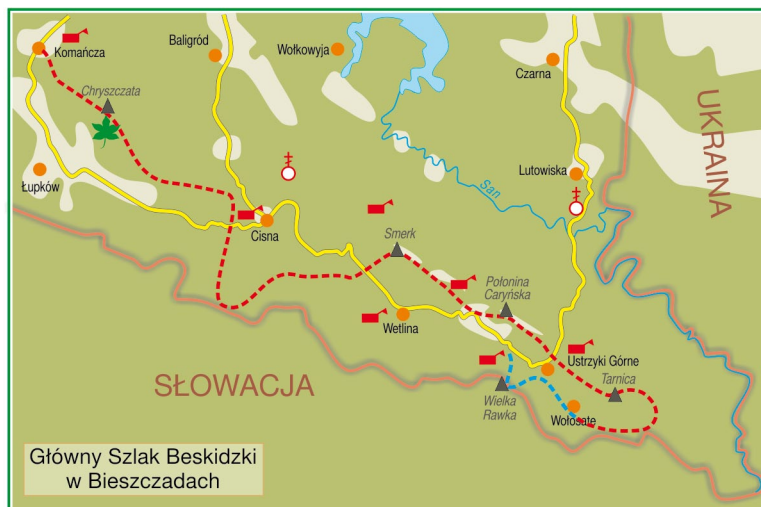 Komańcza
Baligród
Wołkowyja
Czarna
Chryszczata
UKRAINA
Łupków
Lutowiska
San
Cisna
Smerk
Połonina
Caryńska
Wetlina
Ustrzyki Górne
SŁOWACJA
Tarnica
Wielka
Rawka
Wołosate
Główny Szlak Beskidzki
w Bieszczadach